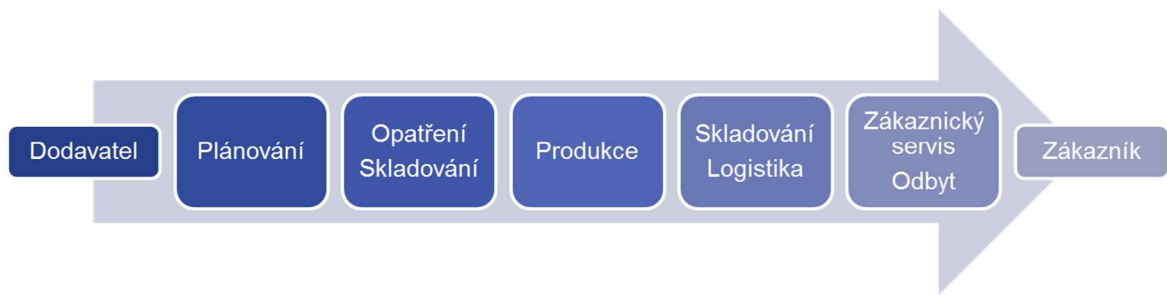 Dodavatel
Plánování
Opatření
Skladování
Produkce
Skladování
Logistika
Zákaznický
servis
Odbyt
Zákazník